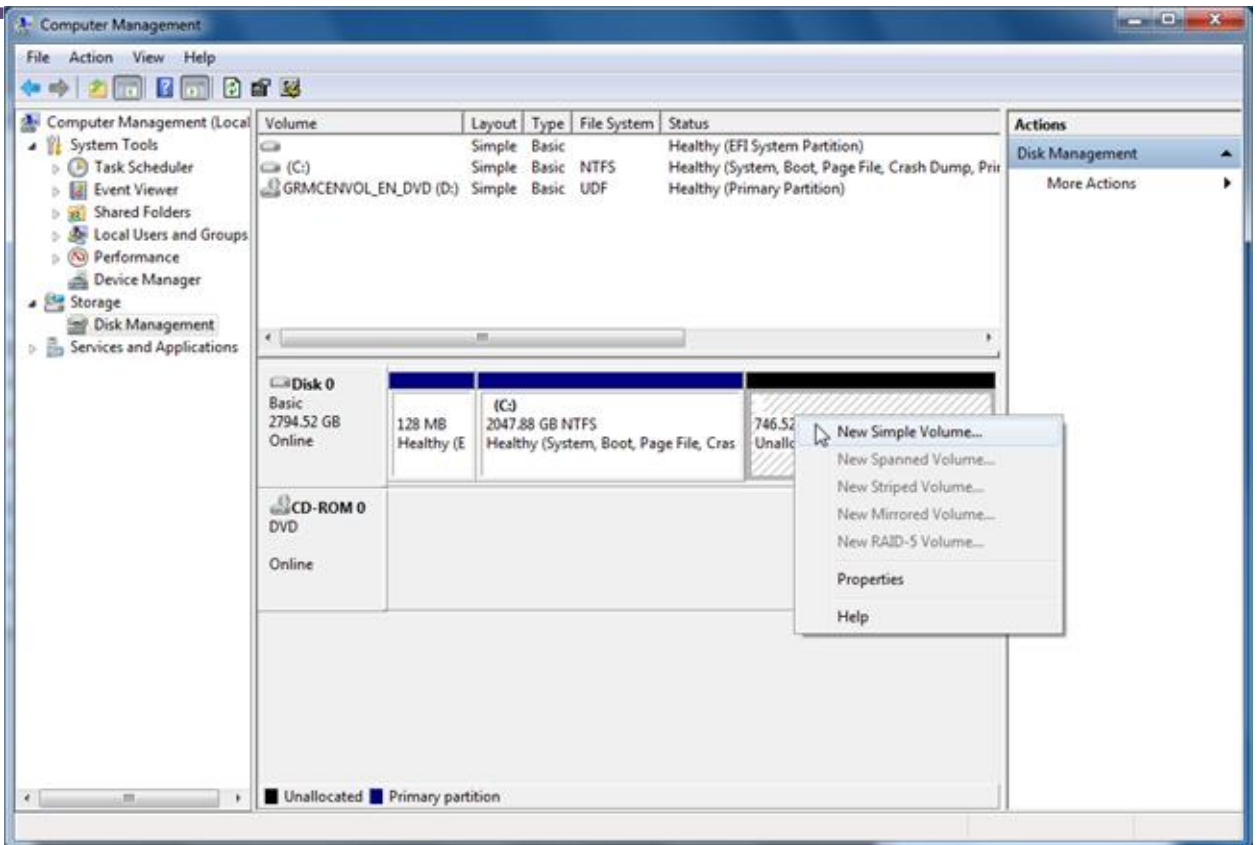 Computer Management
File Action View Help
Computer Management (Local
System Tools
Task Scheduler
Event Viewer
Shared Folders
Local Users and Groups
Performance
Device Manager
Storage
Disk Management
Services and Applications
Volume Layout Type File System Status
Simple Basic Healthy (EFI System Partition)
(C:) Simple Basic NTFS Healthy (System, Boot, Page File, Crash Dump, Prir
GRMCENVOL_EN_DVD (D:) Simple Basic UDF Healthy (Primary Partition)
Disk 0
Basic
2794.52 GB
Online
128 MB
Healthy (E
(C:)
2047.88 GB NTFS
Healthy (System, Boot, Page File, Cras
746.52
Unallo
CD-ROM 0
DVD
Online
New Simple Volume...
New Spanned Volume...
New Striped Volume...
New Mirrored Volume...
New RAID-5 Volume...
Properties
Help
Unallocated Primary partition
Actions
Disk Management
More Actions